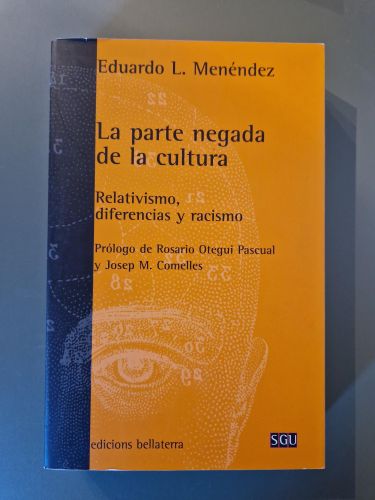 Eduardo L. Menéndez
La parte negada
de la cultura
Relativismo,
diferencias y racismo
Prólogo de Rosario Otegui Pascual
y Josep M. Comelles
edicions bellaterra
SGU
22